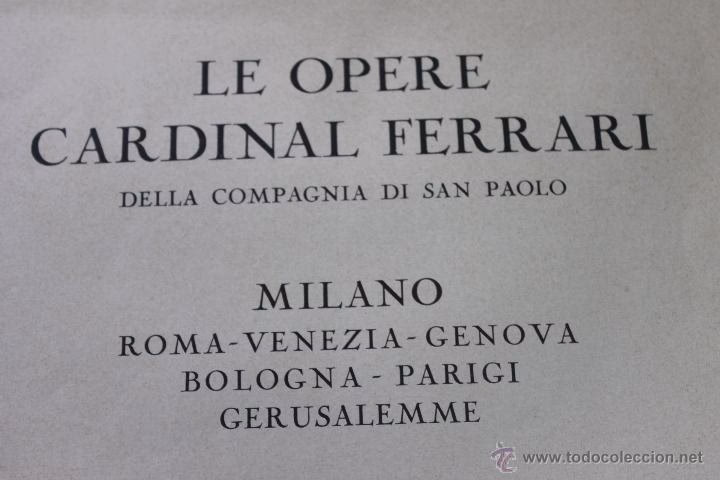 LE OPERE
CARDINAL FERRARI
DELLA COMPAGNIA DI SAN PAOLO
MILANO
ROMA-VENEZIA-GENOVA
BOLOGNA - PARIGI
GERUSALEMME
todocoleccion
www.todocoleccion.net